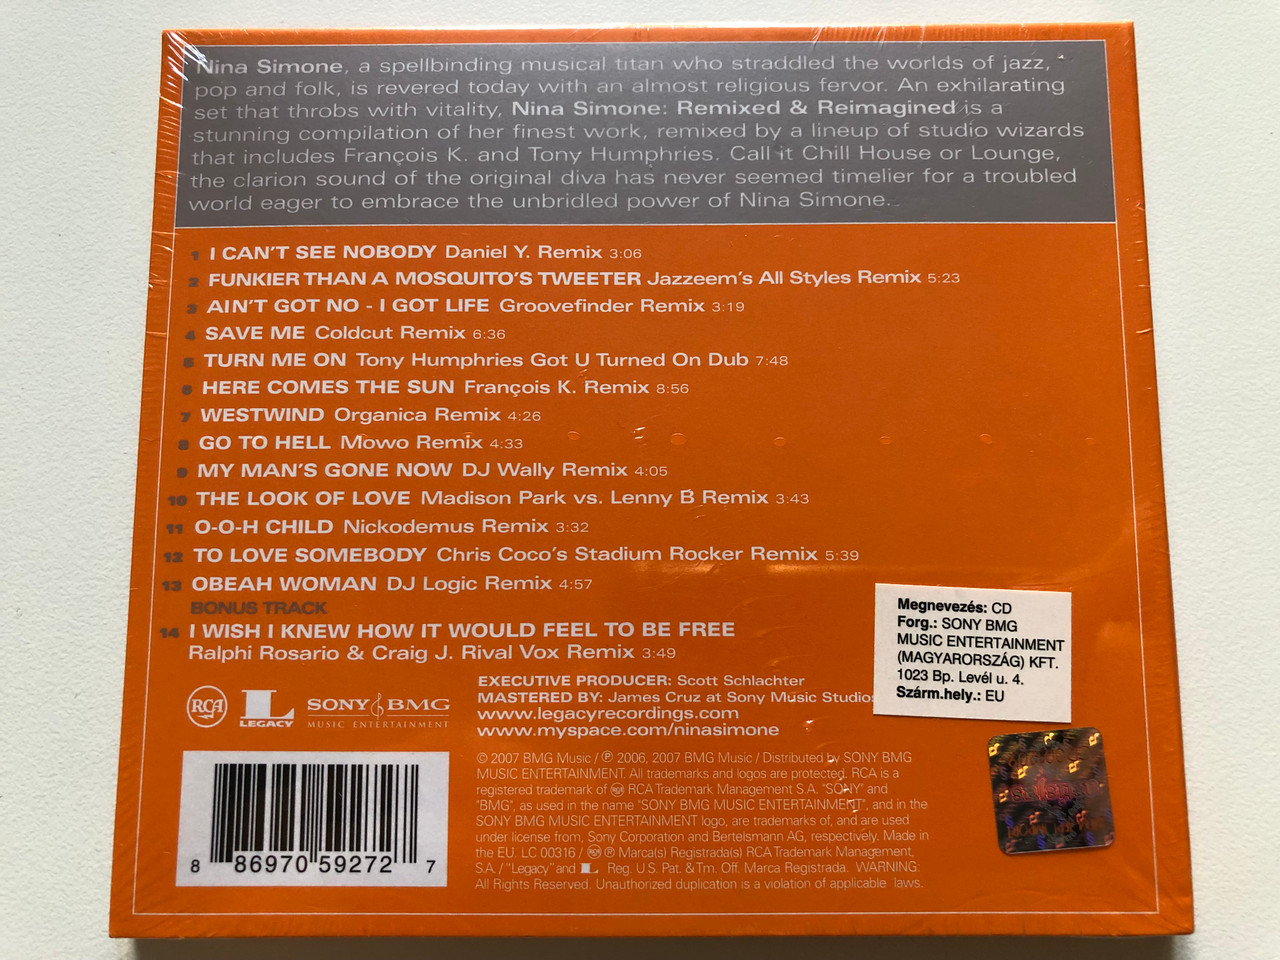 Nina Simone, a spellbinding musical titan who straddled the worlds of jazz,
pop and folk, is revered today with an almost religious fervor. An exhilarating
set that throbs with vitality, Nina Simone: Remixed & Reimagined is a
stunning compilation of her finest work, remixed by a lineup of studio wizards
that includes François K. and Tony Humphries. Call it Chill House or Lounge,
the clarion sound of the original diva has never seemed timelier for a troubled
world eager to embrace the unbridled power of Nina Simone.
1 I CAN'T SEE NOBODY Daniel Y. Remix 3:06
2 FUNKIER THAN A MOSQUITO'S TWEETER Jazzeem's All Styles Remix 5:23
3 AIN'T GOT NO - I GOT LIFE Groovefinder Remix 3:19
4 SAVE ME Coldcut Remix 6:36
5 TURN ME ON Tony Humphries Got U Turned On Dub 7:48
6 HERE COMES THE SUN François K. Remix 8:56
7 WESTWIND Organica Remix 4:26
8 GO TO HELL Mowo Remix 4:33
9 MY MAN'S GONE NOW DJ Wally Remix 4:05
10 THE LOOK OF LOVE Madison Park vs. Lenny B Remix 3:43
11 O-O-H CHILD Nickodemus Remix 3:32
12 TO LOVE SOMEBODY Chris Coco's Stadium Rocker Remix 5:39
13 OBEAH WOMAN DJ Logic Remix 4:57
BONUS TRACK
14 I WISH I KNEW HOW IT WOULD FEEL TO BE FREE
Ralphi Rosario & Craig J. Rival Vox Remix 3:49
Megnevezés: CD
Forg.: SONY BMG
MUSIC ENTERTAINMENT
(MAGYARORSZÁG) KFT.
1023 Bp. Levél u. 4.
Szárm.hely.: EU
EXECUTIVE PRODUCER: Scott Schlachter
MASTERED BY: James Cruz at Sony Music Studios
www.legacyrecordings.com
www.myspace.com/ninasimone
RCA
L LEGACY
SONY BMG
MUSIC ENTERTAINMENT
© 2007 BMG Music / ℗ 2006, 2007 BMG Music / Distributed by SONY BMG
MUSIC ENTERTAINMENT. All trademarks and logos are protected. RCA is a
registered trademark of RCA Trademark Management S.A. "SONY" and
"BMG", as used in the name "SONY BMG MUSIC ENTERTAINMENT", and in the
SONY BMG MUSIC ENTERTAINMENT logo, are trademarks of, and are used
under license from, Sony Corporation and Bertelsmann AG, respectively. Made in
the EU. LC 00316 / RCA ® Marca(s) Registrada(s) RCA Trademark Management,
S.A. / "Legacy" and L Reg. U.S. Pat. & Tm. Off. Marca Registrada. WARNING:
All Rights Reserved. Unauthorized duplication is a violation of applicable laws.
8 86970 59272 7